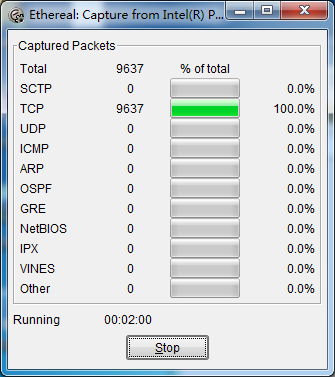 Ethereal: Capture from Intel(R) P...
Captured Packets
Total 9637 % of total
SCTP 0 0.0%
TCP 9637 100.0%
UDP 0 0.0%
ICMP 0 0.0%
ARP 0 0.0%
OSPF 0 0.0%
GRE 0 0.0%
NetBIOS 0 0.0%
IPX 0 0.0%
VINES 0 0.0%
Other 0 0.0%
Running 00:02:00
Stop